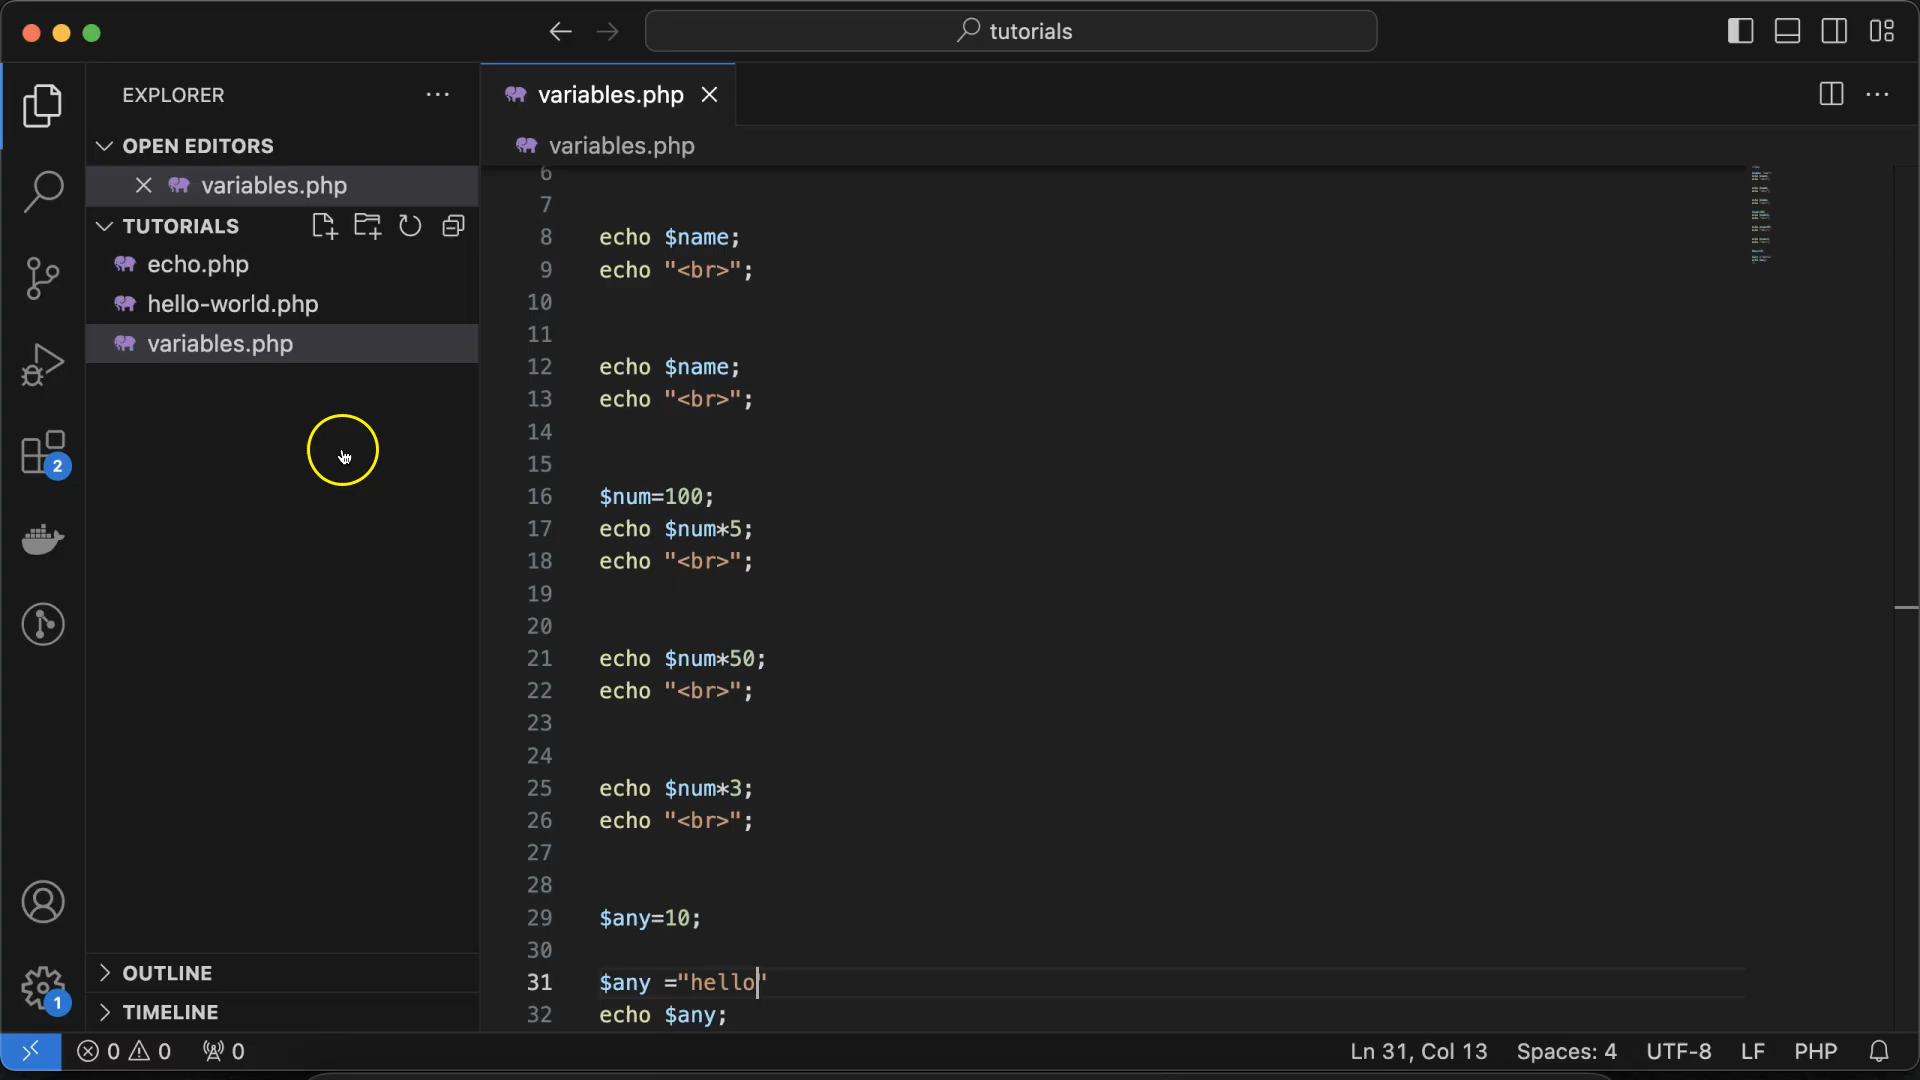 tutorials
EXPLORER
OPEN EDITORS
variables.php
TUTORIALS
echo.php
hello-world.php
variables.php
2
OUTLINE
1
TIMELINE
variables.php
variables.php
6
7
8 echo $name;
9 echo "<br>";
10
11
12 echo $name;
13 echo "<br>";
14
15
16 $num=100;
17 echo $num*5;
18 echo "<br>";
19
20
21 echo $num*50;
22 echo "<br>";
23
24
25 echo $num*3;
26 echo "<br>";
27
28
29 $any=10;
30
31 $any ="hello"
32 echo $any;
0 0 0 Ln 31, Col 13 Spaces: 4 UTF-8 LF PHP